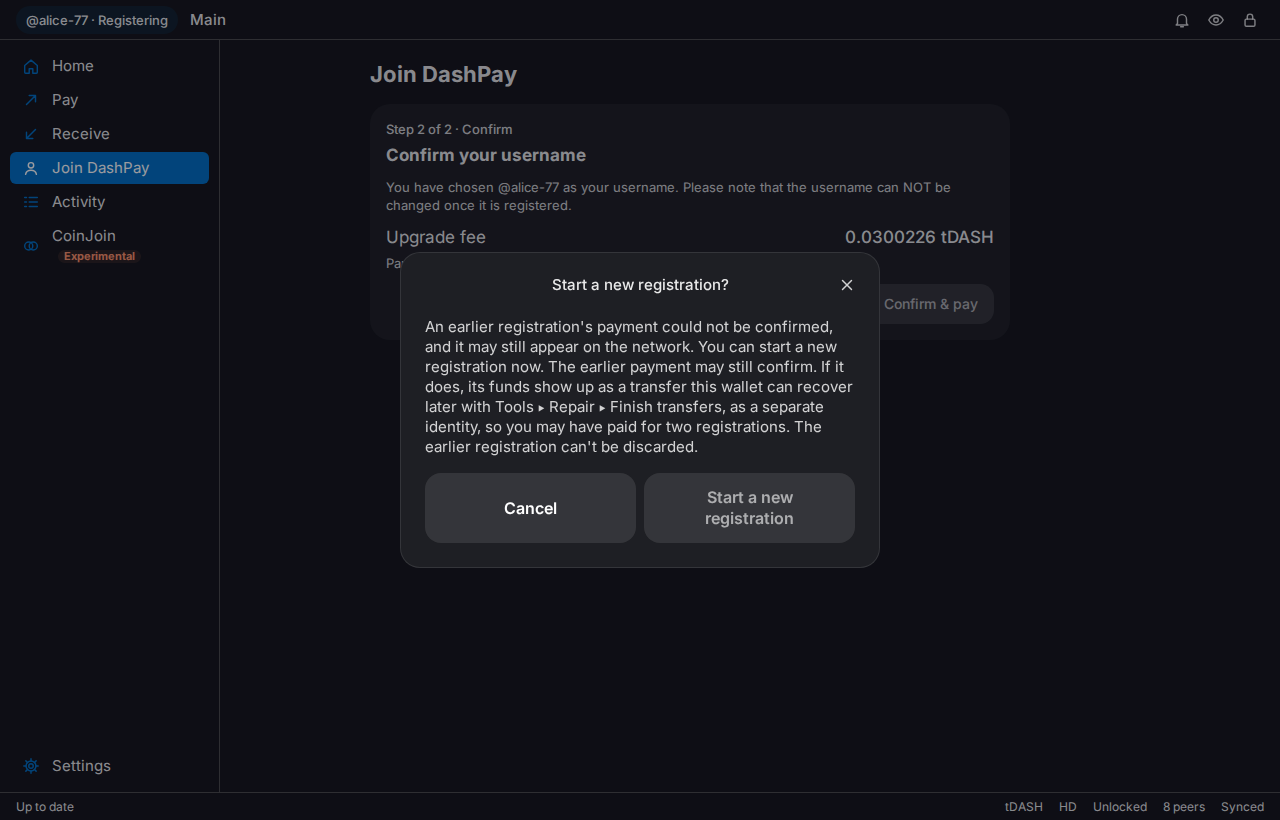 @alice-77 · Registering
Main
Home
Pay
Receive
Join DashPay
Activity
CoinJoin
Experimental
Settings
Join DashPay
Step 2 of 2 · Confirm
Confirm your username
You have chosen @alice-77 as your username. Please note that the username can NOT be
changed once it is registered.
Upgrade fee
0.0300226 tDASH
Confirm & pay
Start a new registration?
An earlier registration's payment could not be confirmed,
and it may still appear on the network. You can start a new
registration now. The earlier payment may still confirm. If it
does, its funds show up as a transfer this wallet can recover
later with Tools ▸ Repair ▸ Finish transfers, as a separate
identity, so you may have paid for two registrations. The
earlier registration can't be discarded.
Cancel
Start a new
registration
Up to date
tDASH
HD
Unlocked
8 peers
Synced